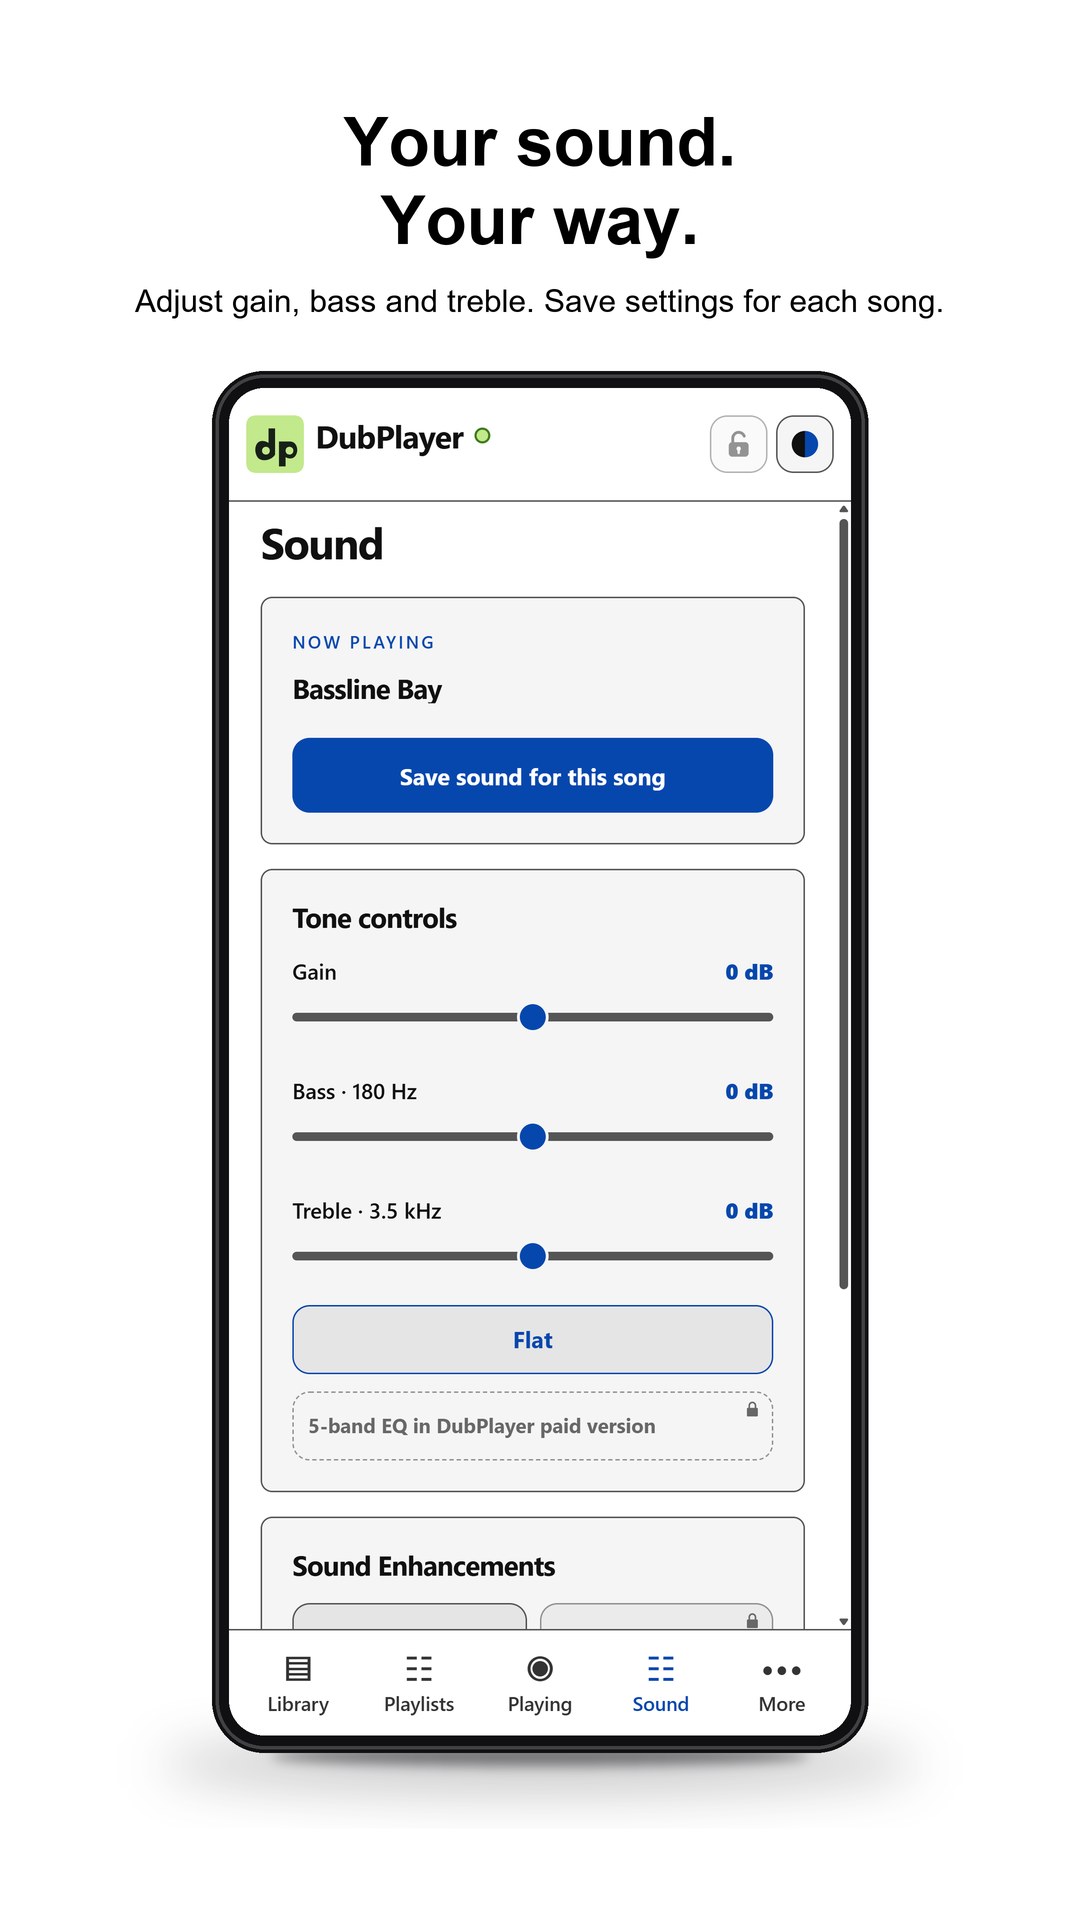 Your sound.
Your way.
Adjust gain, bass and treble. Save settings for each song.
dp DubPlayer
Sound
NOW PLAYING
Bassline Bay
Save sound for this song
Tone controls
Gain 0 dB
Bass · 180 Hz 0 dB
Treble · 3.5 kHz 0 dB
Flat
5-band EQ in DubPlayer paid version
Sound Enhancements
Library Playlists Playing Sound More